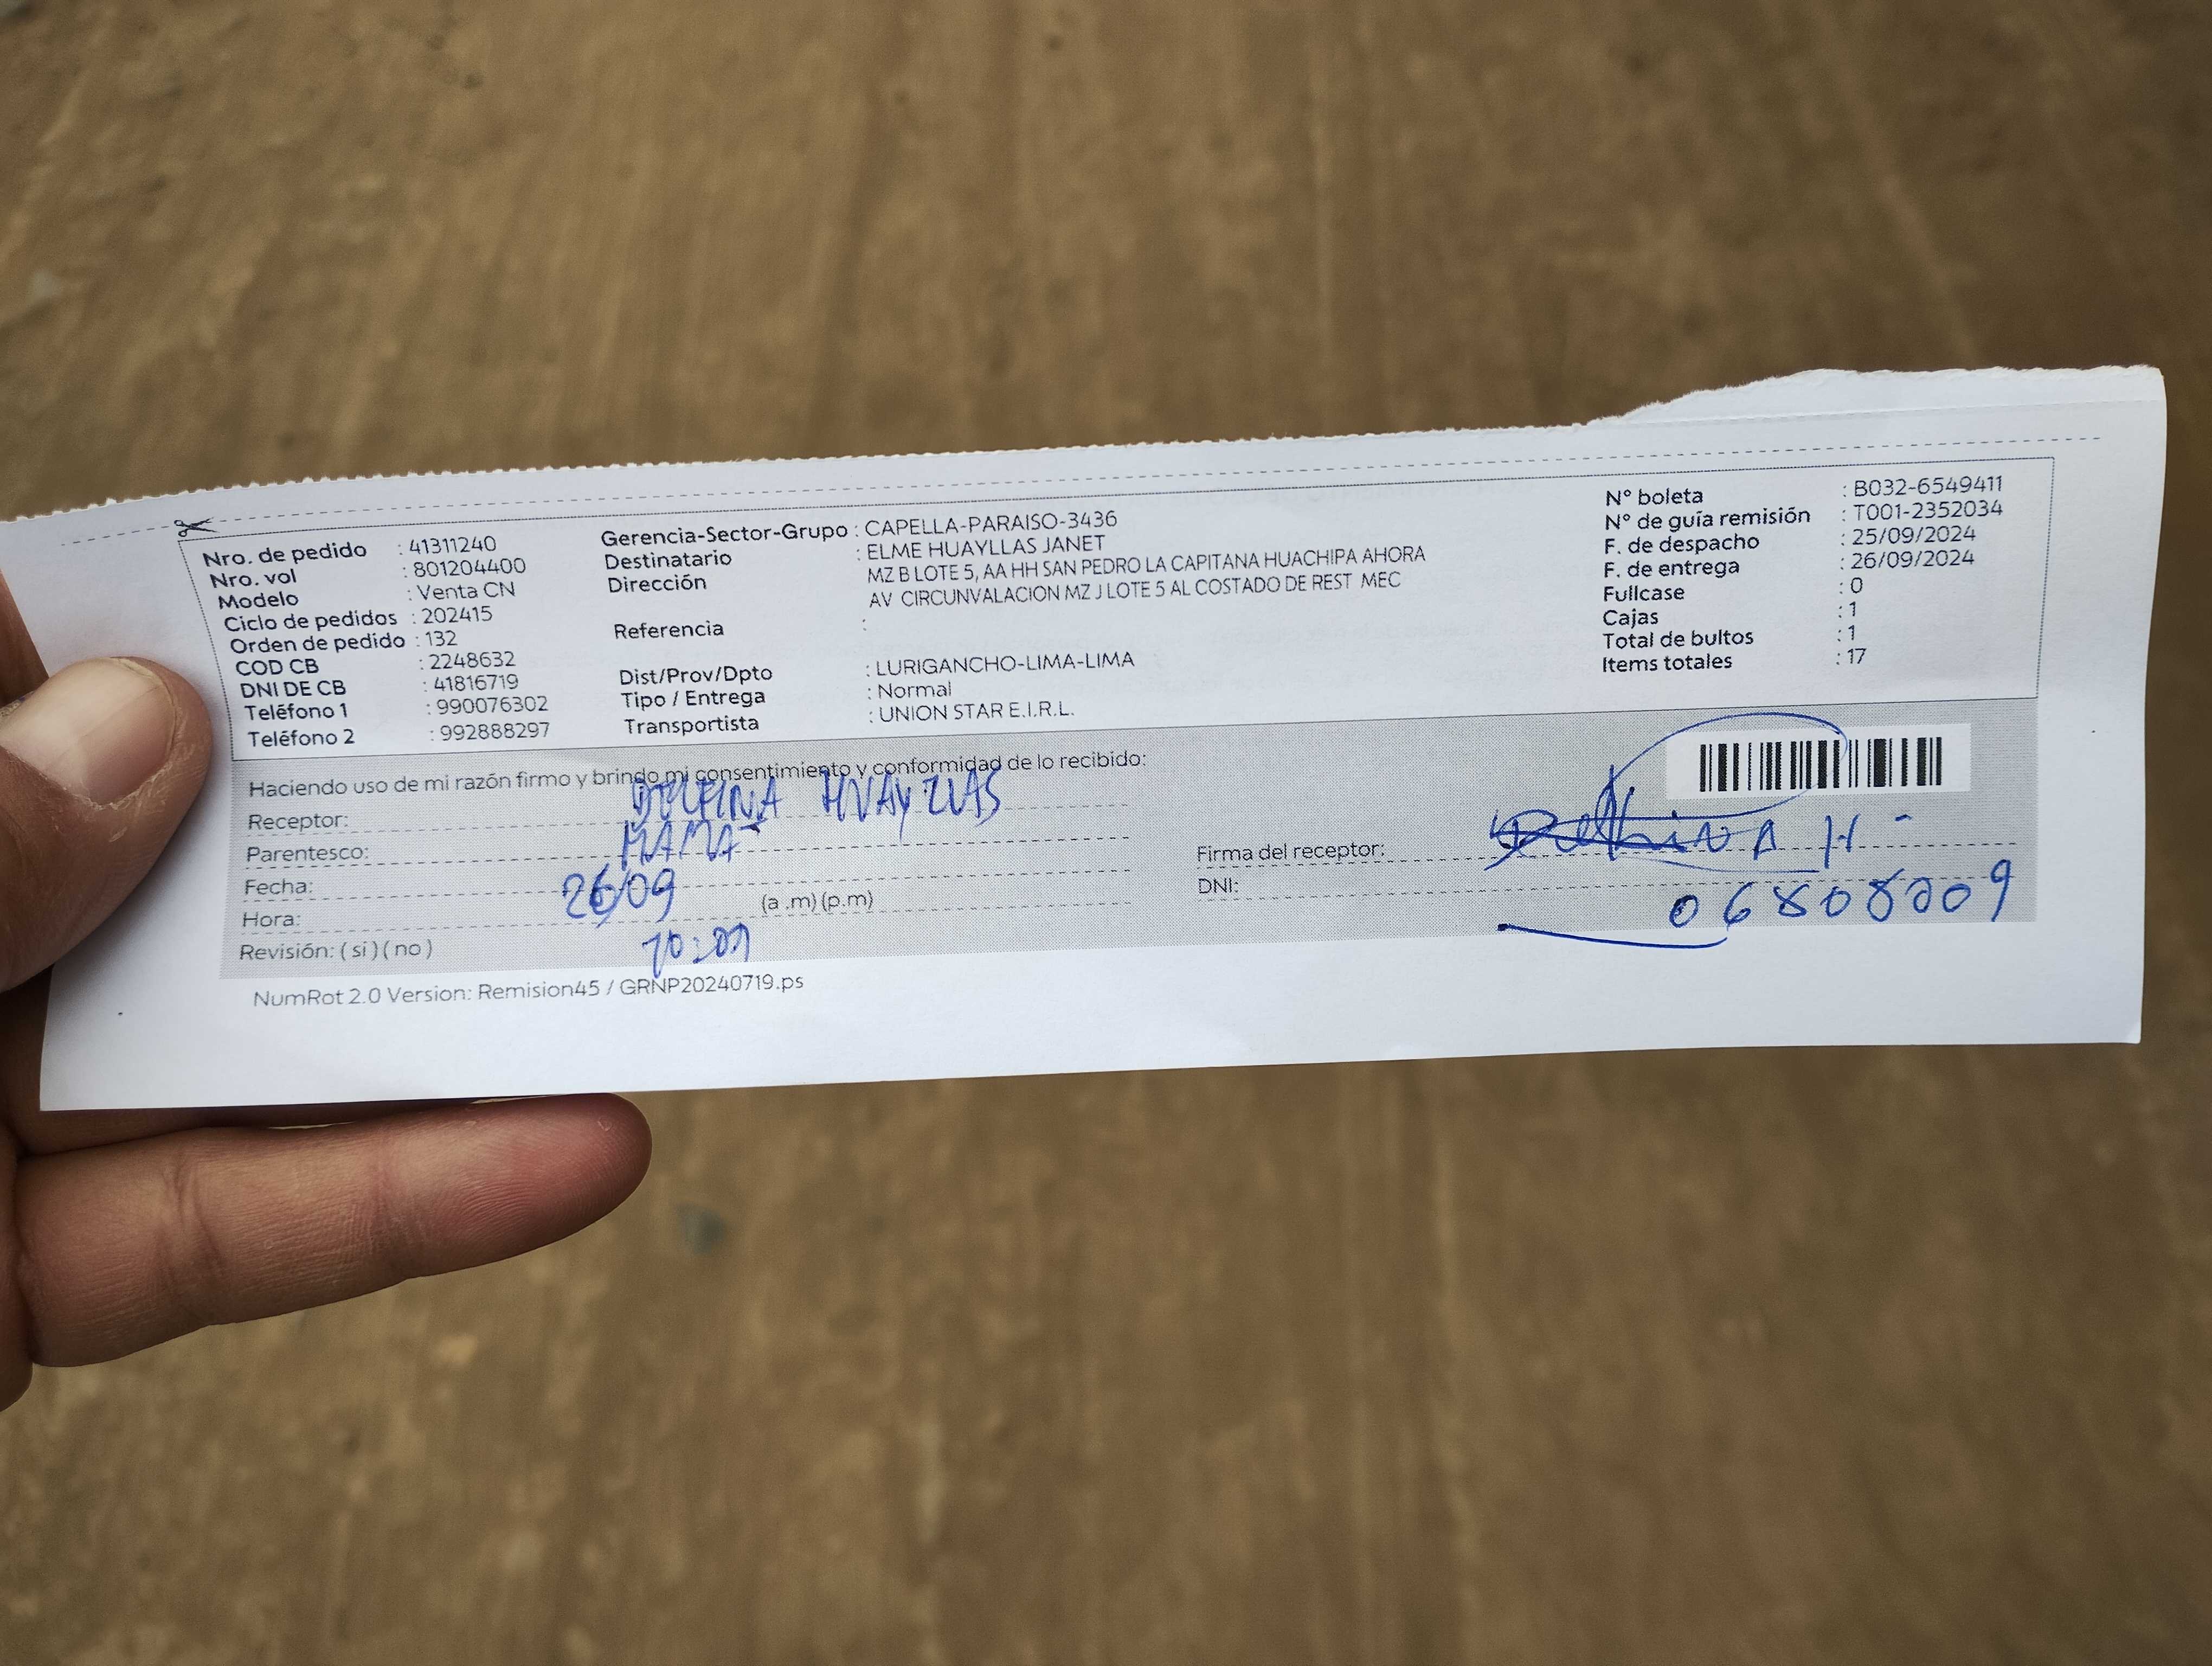 Nro. de pedido : 41311240
Nro. vol : 801204400
Modelo : Venta CN
Ciclo de pedidos : 202415
Orden de pedido : 132
COD CB : 2248632
DNI DE CB : 41816719
Teléfono 1 : 990076302
Teléfono 2 : 992888297
Gerencia-Sector-Grupo : CAPELLA-PARAISO-3436
Destinatario : ELME HUAYLLAS JANET
Dirección : MZ B LOTE 5, AA HH SAN PEDRO LA CAPITANA HUACHIPA AHORA
AV CIRCUNVALACION MZ J LOTE 5 AL COSTADO DE REST MEC
Referencia :
Dist/Prov/Dpto : LURIGANCHO-LIMA-LIMA
Tipo / Entrega : Normal
Transportista : UNION STAR E.I.R.L.
N° boleta : B032-6549411
N° de guía remisión : T001-2352034
F. de despacho : 25/09/2024
F. de entrega : 26/09/2024
Fullcase : 0
Cajas : 1
Total de bultos : 1
Items totales : 17
Haciendo uso de mi razón firmo y brindo mi consentimiento y conformidad de lo recibido:
Receptor: DELFINA HUAYLLAS
Parentesco: MAMA
Fecha: 26/09
Hora: (a .m) (p.m)
10:09
Revisión: ( si ) ( no )
Firma del receptor: H
DNI:
NumRot 2.0 Version: Remision45 / GRNP20240719.ps